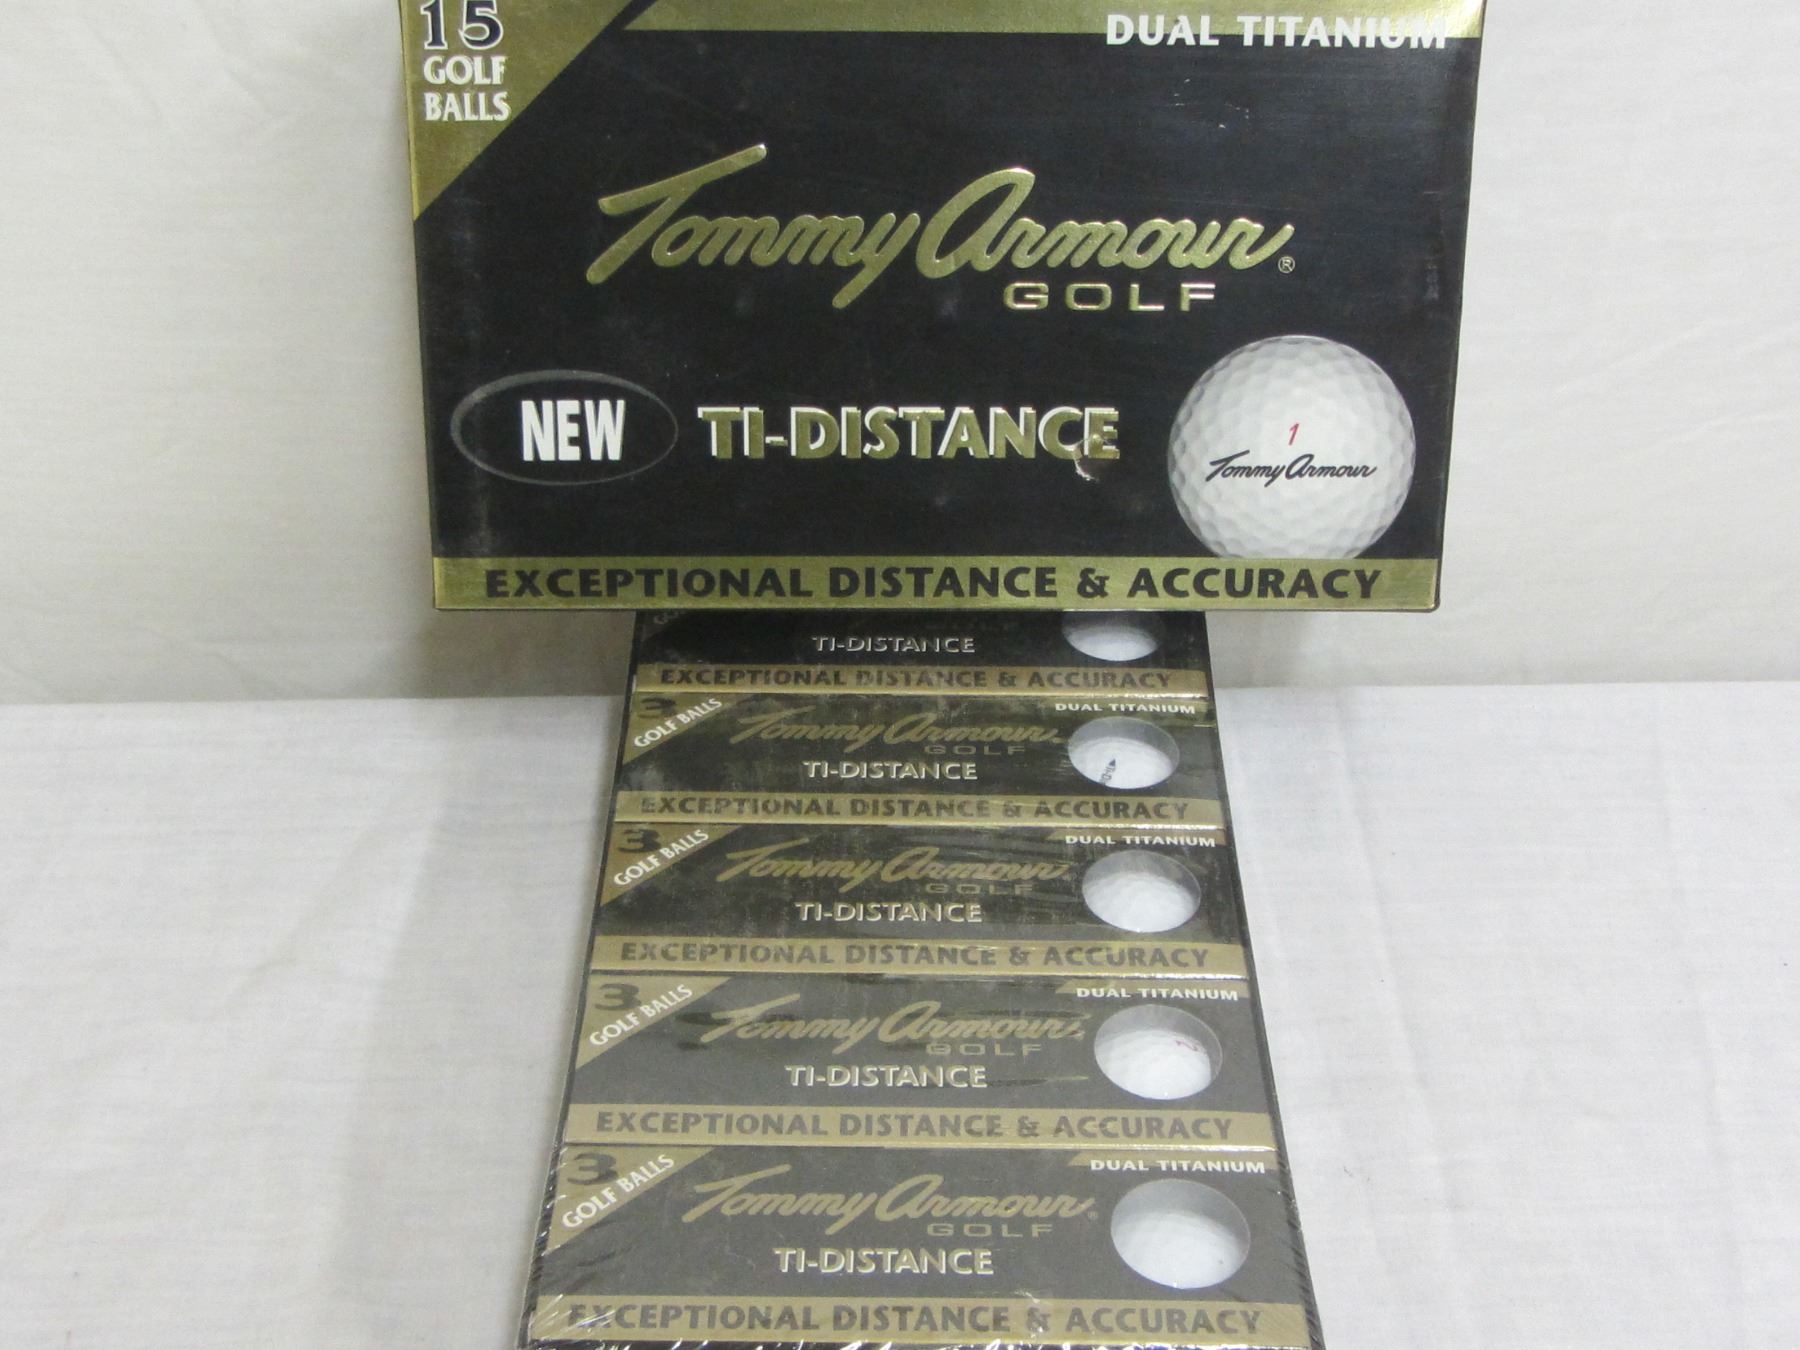 15
GOLF
BALLS
DUAL TITANIUM
Tommy Armour®
GOLF
NEW
TI-DISTANCE
1
Tommy Armour
EXCEPTIONAL DISTANCE & ACCURACY
TI-DISTANCE
EXCEPTIONAL DISTANCE & ACCURACY
3
GOLF BALLS
DUAL TITANIUM
Tommy Armour
GOLF
TI-DISTANCE
EXCEPTIONAL DISTANCE & ACCURACY
3
GOLF BALLS
DUAL TITANIUM
Tommy Armour
GOLF
TI-DISTANCE
EXCEPTIONAL DISTANCE & ACCURACY
3
GOLF BALLS
DUAL TITANIUM
Tommy Armour
GOLF
TI-DISTANCE
2
EXCEPTIONAL DISTANCE & ACCURACY
3
GOLF BALLS
DUAL TITANIUM
Tommy Armour®
GOLF
TI-DISTANCE
EXCEPTIONAL DISTANCE & ACCURACY